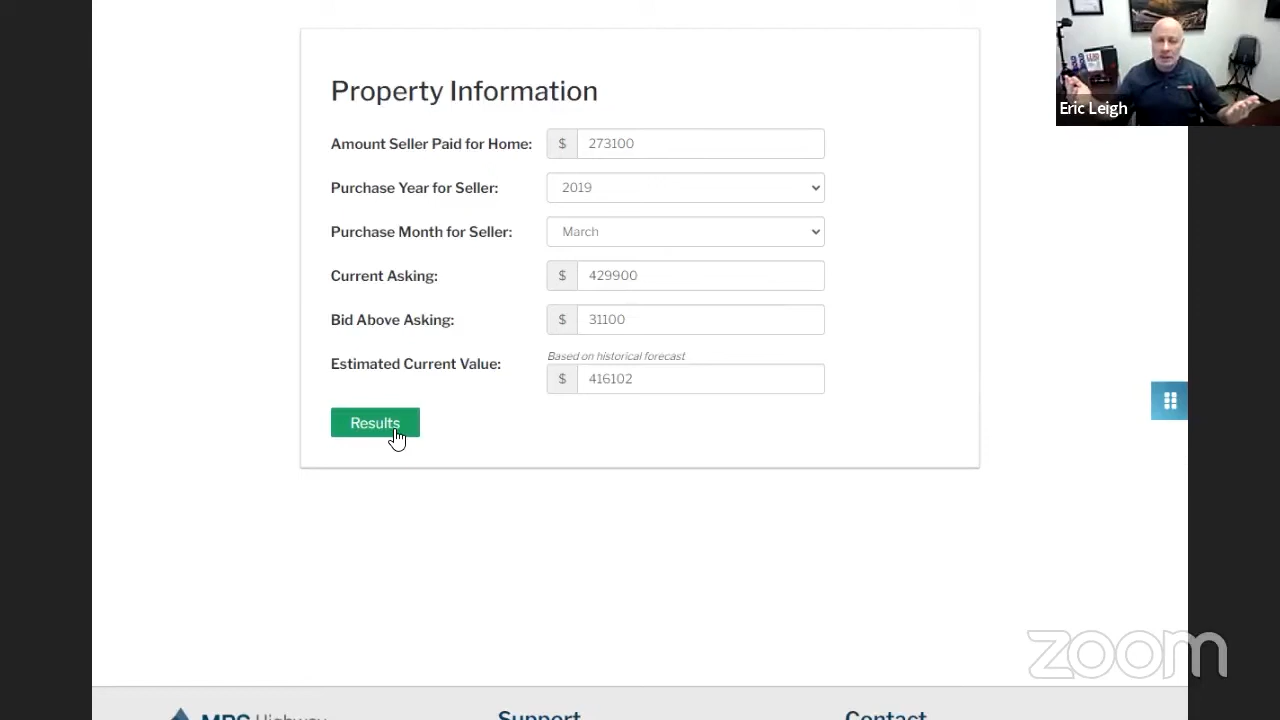 Property Information
Amount Seller Paid for Home: $ 273100
Purchase Year for Seller: 2019
Purchase Month for Seller: March
Current Asking: $ 429900
Bid Above Asking: $ 31100
Based on historical forecast
Estimated Current Value: $ 416102
Results
Eric Leigh
zoom
MBS Highway
Support
Contact